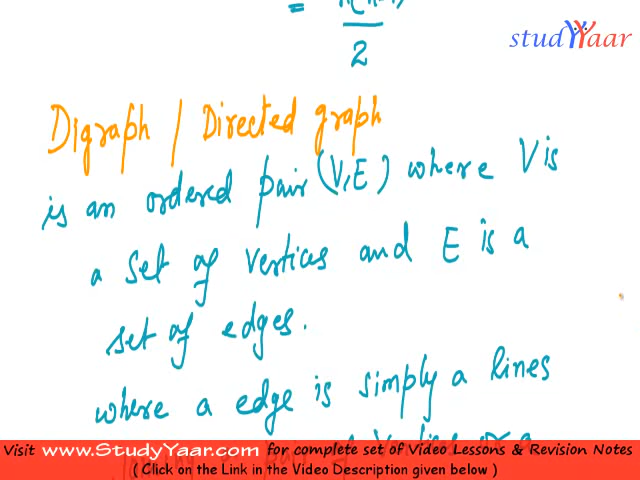 =
2
studYYaar
Digraph / Directed graph
is an ordered pair (V,E) where V is
a set of vertices and E is a
set of edges.
where a edge is simply a lines
Visit www.StudyYaar.com for complete set of Video Lessons & Revision Notes
( Click on the Link in the Video Description given below )